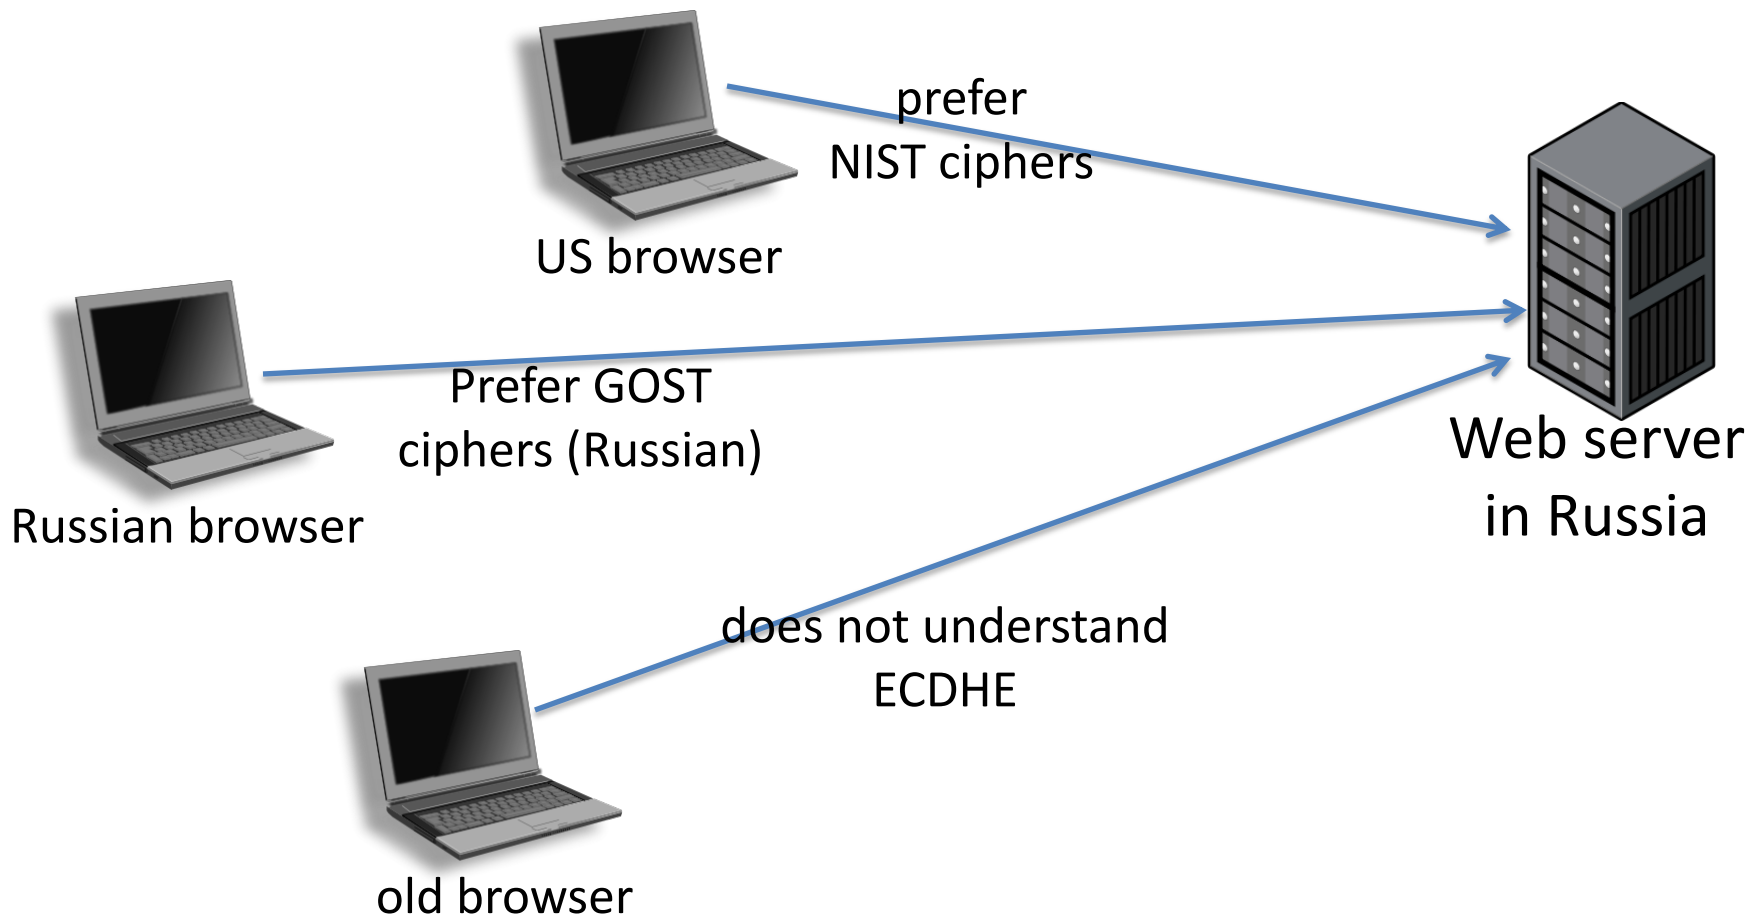 prefer
NIST ciphers
US browser
Prefer GOST
ciphers (Russian)
Russian browser
Web server
in Russia
does not understand
ECDHE
old browser